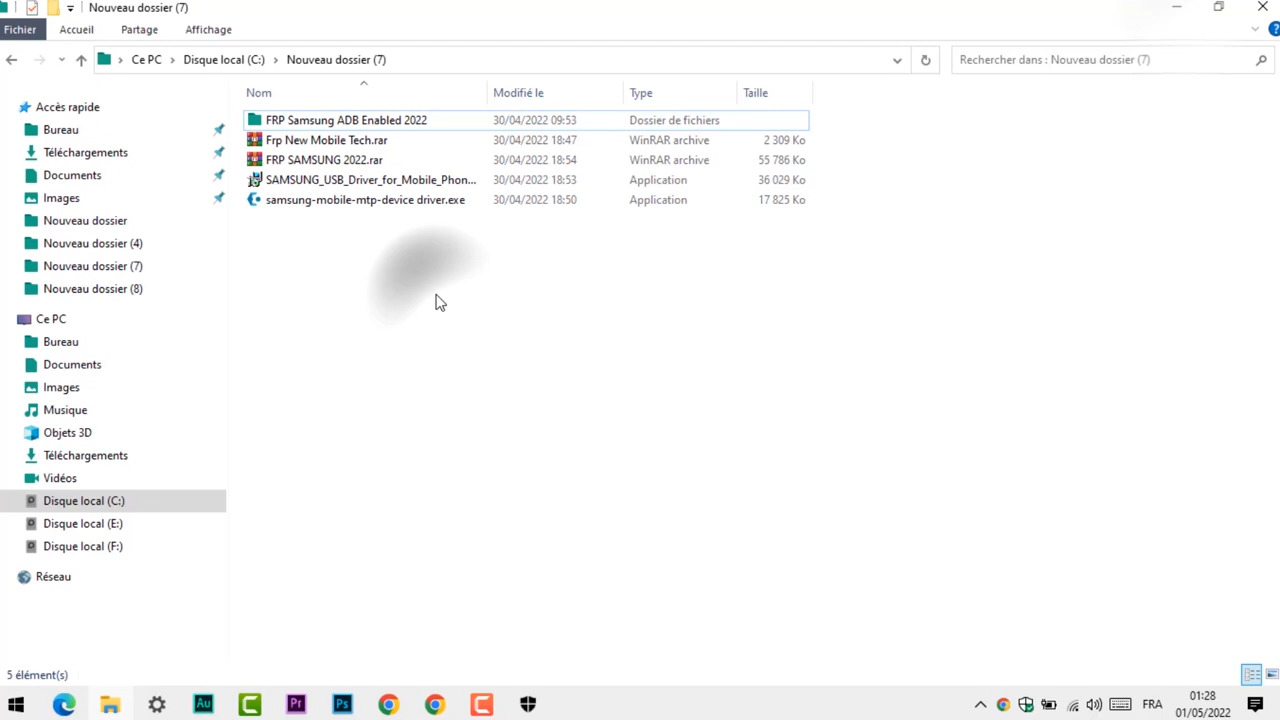 Nouveau dossier (7)
Fichier Accueil Partage Affichage
Ce PC Disque local (C:) Nouveau dossier (7) Rechercher dans : Nouveau dossier (7)
Nom Modifié le Type Taille
FRP Samsung ADB Enabled 2022 30/04/2022 09:53 Dossier de fichiers
Frp New Mobile Tech.rar 30/04/2022 18:47 WinRAR archive 2 309 Ko
FRP SAMSUNG 2022.rar 30/04/2022 18:54 WinRAR archive 55 786 Ko
SAMSUNG_USB_Driver_for_Mobile_Phon... 30/04/2022 18:53 Application 36 029 Ko
samsung-mobile-mtp-device driver.exe 30/04/2022 18:50 Application 17 825 Ko
Accès rapide
Bureau
Téléchargements
Documents
Images
Nouveau dossier
Nouveau dossier (4)
Nouveau dossier (7)
Nouveau dossier (8)
Ce PC
Bureau
Documents
Images
Musique
Objets 3D
Téléchargements
Vidéos
Disque local (C:)
Disque local (E:)
Disque local (F:)
Réseau
5 élément(s)
Au Pr Ps FRA 01:28
01/05/2022